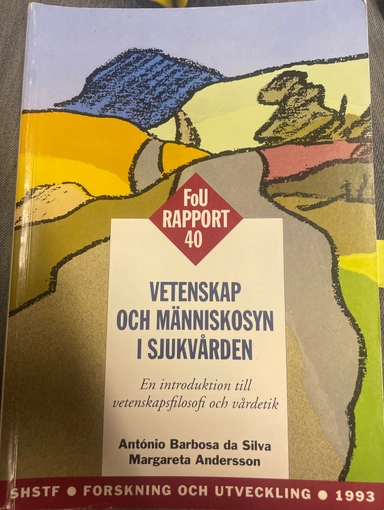 FoU
RAPPORT
40
VETENSKAP
OCH MÄNNISKOSYN
I SJUKVÅRDEN
En introduktion till
vetenskapsfilosofi och vårdetik
António Barbosa da Silva
Margareta Andersson
SHSTF • FORSKNING OCH UTVECKLING • 1993